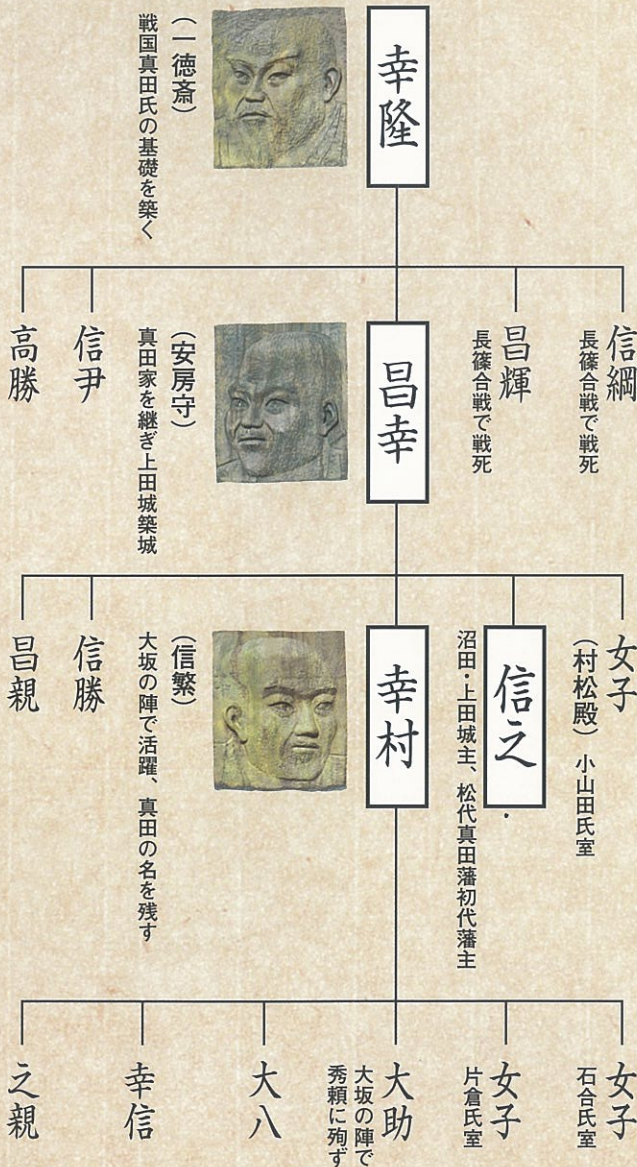 幸隆
(一徳斎)
戦国真田氏の基礎を築く
信綱
長篠合戦で戦死
昌輝
長篠合戦で戦死
昌幸
(安房守)
真田家を継ぎ上田城築城
信尹
高勝
女子
(村松殿) 小山田氏室
信之
沼田・上田城主、松代真田藩初代藩主
幸村
(信繁)
大坂の陣で活躍、真田の名を残す
信勝
昌親
女子
石合氏室
女子
片倉氏室
大助
大坂の陣で
秀頼に殉ず
大八
幸信
之親